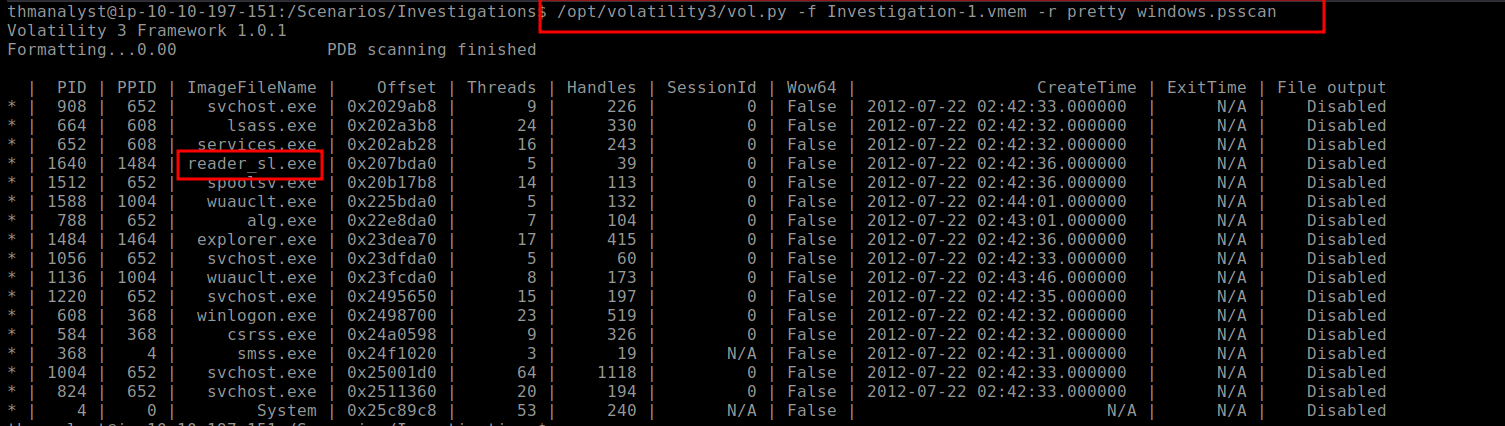 thmanalyst@ip-10-10-197-151:/Scenarios/Investigations$ /opt/volatility3/vol.py -f Investigation-1.vmem -r pretty windows.psscan
Volatility 3 Framework 1.0.1
Formatting...0.00 PDB scanning finished
| PID | PPID | ImageFileName | Offset | Threads | Handles | SessionId | Wow64 | CreateTime | ExitTime | File output
* | 908 | 652 | svchost.exe | 0x2029ab8 | 9 | 226 | 0 | False | 2012-07-22 02:42:33.000000 | N/A | Disabled
* | 664 | 608 | lsass.exe | 0x202a3b8 | 24 | 330 | 0 | False | 2012-07-22 02:42:32.000000 | N/A | Disabled
* | 652 | 608 | services.exe | 0x202ab28 | 16 | 243 | 0 | False | 2012-07-22 02:42:32.000000 | N/A | Disabled
* | 1640 | 1484 | reader_sl.exe | 0x207bda0 | 5 | 39 | 0 | False | 2012-07-22 02:42:36.000000 | N/A | Disabled
* | 1512 | 652 | spoolsv.exe | 0x20b17b8 | 14 | 113 | 0 | False | 2012-07-22 02:42:36.000000 | N/A | Disabled
* | 1588 | 1004 | wuauclt.exe | 0x225bda0 | 5 | 132 | 0 | False | 2012-07-22 02:44:01.000000 | N/A | Disabled
* | 788 | 652 | alg.exe | 0x22e8da0 | 7 | 104 | 0 | False | 2012-07-22 02:43:01.000000 | N/A | Disabled
* | 1484 | 1464 | explorer.exe | 0x23dea70 | 17 | 415 | 0 | False | 2012-07-22 02:42:36.000000 | N/A | Disabled
* | 1056 | 652 | svchost.exe | 0x23dfda0 | 5 | 60 | 0 | False | 2012-07-22 02:42:33.000000 | N/A | Disabled
* | 1136 | 1004 | wuauclt.exe | 0x23fcda0 | 8 | 173 | 0 | False | 2012-07-22 02:43:46.000000 | N/A | Disabled
* | 1220 | 652 | svchost.exe | 0x2495650 | 15 | 197 | 0 | False | 2012-07-22 02:42:35.000000 | N/A | Disabled
* | 608 | 368 | winlogon.exe | 0x2498700 | 23 | 519 | 0 | False | 2012-07-22 02:42:32.000000 | N/A | Disabled
* | 584 | 368 | csrss.exe | 0x24a0598 | 9 | 326 | 0 | False | 2012-07-22 02:42:32.000000 | N/A | Disabled
* | 368 | 4 | smss.exe | 0x24f1020 | 3 | 19 | N/A | False | 2012-07-22 02:42:31.000000 | N/A | Disabled
* | 1004 | 652 | svchost.exe | 0x25001d0 | 64 | 1118 | 0 | False | 2012-07-22 02:42:33.000000 | N/A | Disabled
* | 824 | 652 | svchost.exe | 0x2511360 | 20 | 194 | 0 | False | 2012-07-22 02:42:33.000000 | N/A | Disabled
* | 4 | 0 | System | 0x25c89c8 | 53 | 240 | N/A | False | N/A | N/A | Disabled
thmanalyst@ip-10-10-197-151:/Scenarios/Investigations$